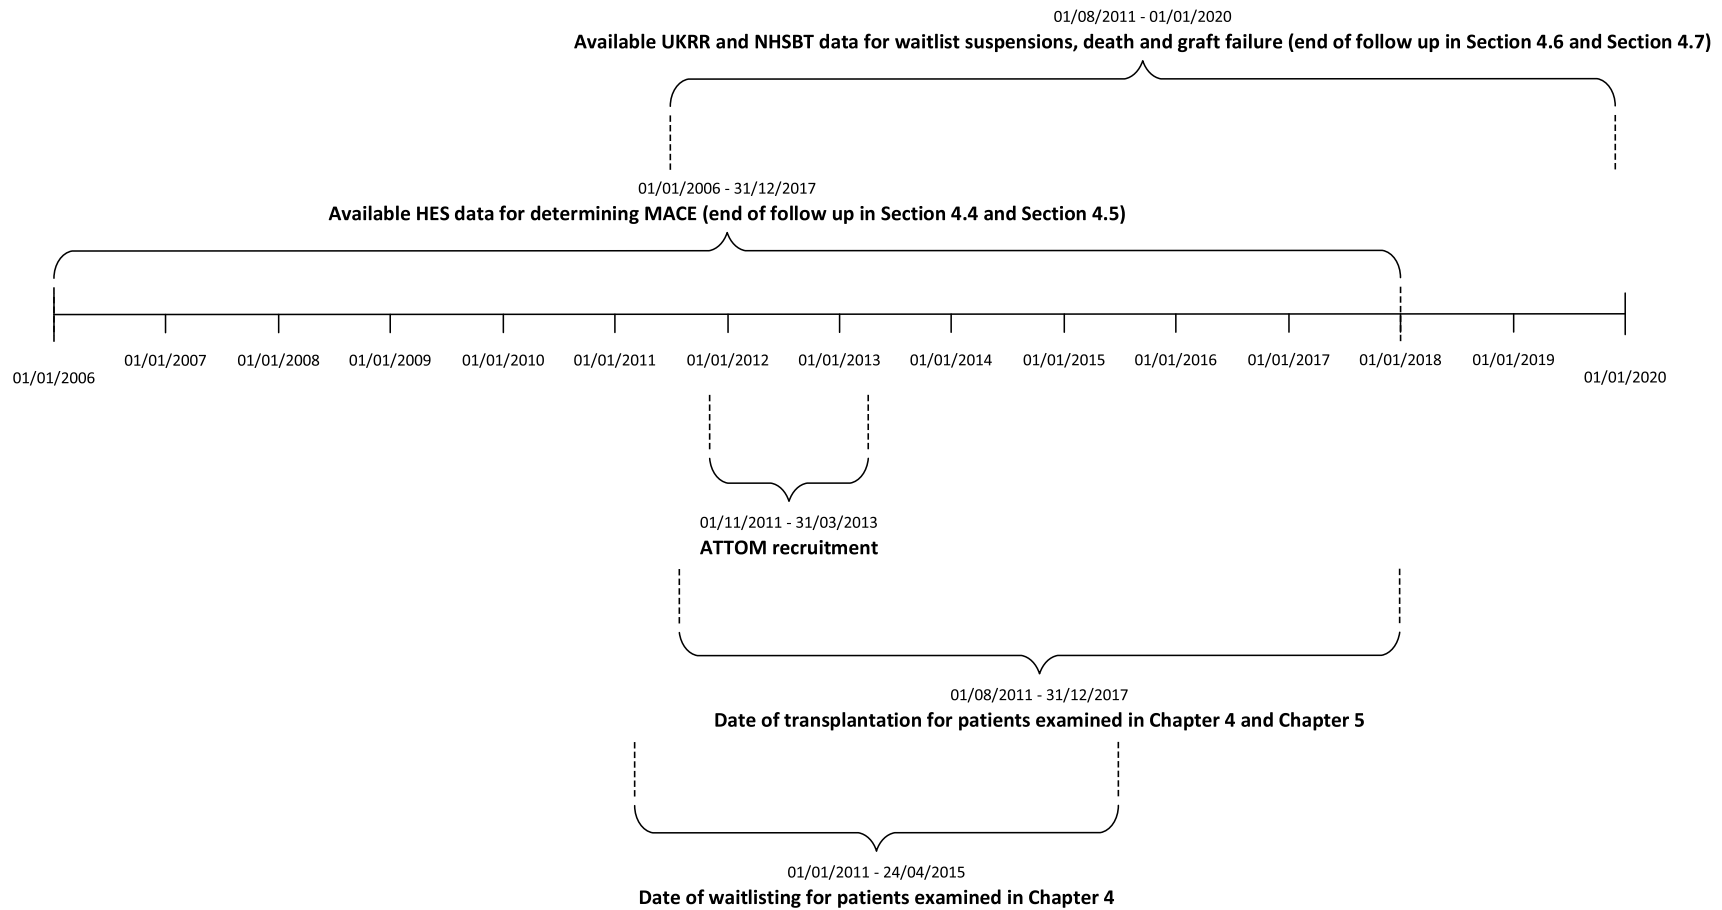 01/08/2011 - 01/01/2020
Available UKRR and NHSBT data for waitlist suspensions, death and graft failure (end of follow up in Section 4.6 and Section 4.7)
01/01/2006 - 31/12/2017
Available HES data for determining MACE (end of follow up in Section 4.4 and Section 4.5)
01/01/2006 01/01/2007 01/01/2008 01/01/2009 01/01/2010 01/01/2011 01/01/2012 01/01/2013 01/01/2014 01/01/2015 01/01/2016 01/01/2017 01/01/2018 01/01/2019 01/01/2020
01/11/2011 - 31/03/2013
ATTOM recruitment
01/08/2011 - 31/12/2017
Date of transplantation for patients examined in Chapter 4 and Chapter 5
01/01/2011 - 24/04/2015
Date of waitlisting for patients examined in Chapter 4